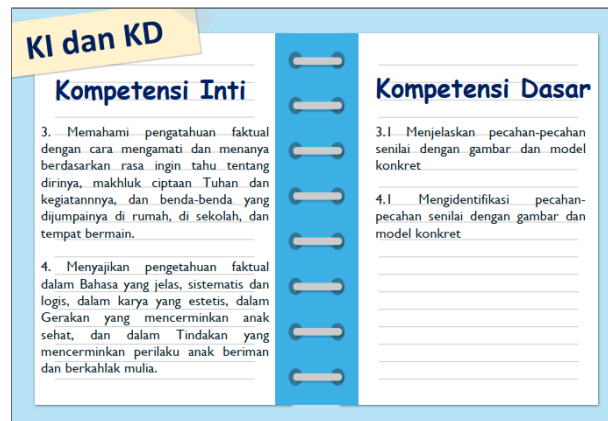 KI dan KD
Kompetensi Inti
3. Memahami pengatahuan faktual
dengan cara mengamati dan menanya
berdasarkan rasa ingin tahu tentang
dirinya, makhluk ciptaan Tuhan dan
kegiatannnya, dan benda-benda yang
dijumpainya di rumah, di sekolah, dan
tempat bermain.
4. Menyajikan pengetahuan faktual
dalam Bahasa yang jelas, sistematis dan
logis, dalam karya yang estetis, dalam
Gerakan yang mencerminkan anak
sehat, dan dalam Tindakan yang
mencerminkan perilaku anak beriman
dan berkahlak mulia.
Kompetensi Dasar
3.1 Menjelaskan pecahan-pecahan
senilai dengan gambar dan model
konkret
4.1 Mengidentifikasi pecahan-
pecahan senilai dengan gambar dan
model konkret